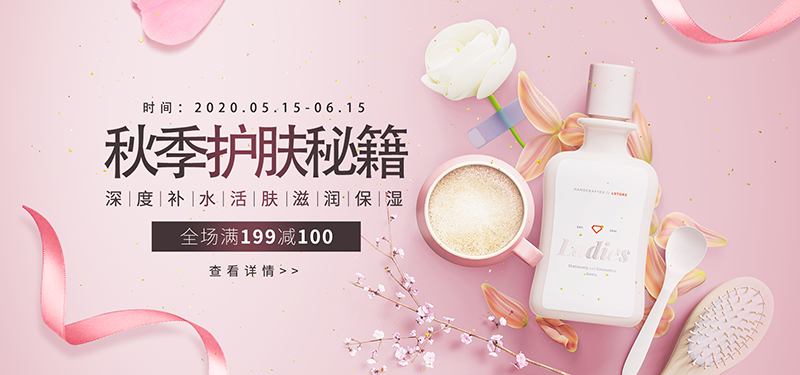 时间：2020.05.15-06.15
秋季护肤秘籍
深|度|补|水|活|肤|滋|润|保|湿
全场满199减100
查看详情>>
HANDCRAFTED
LOTUKE
Ladies